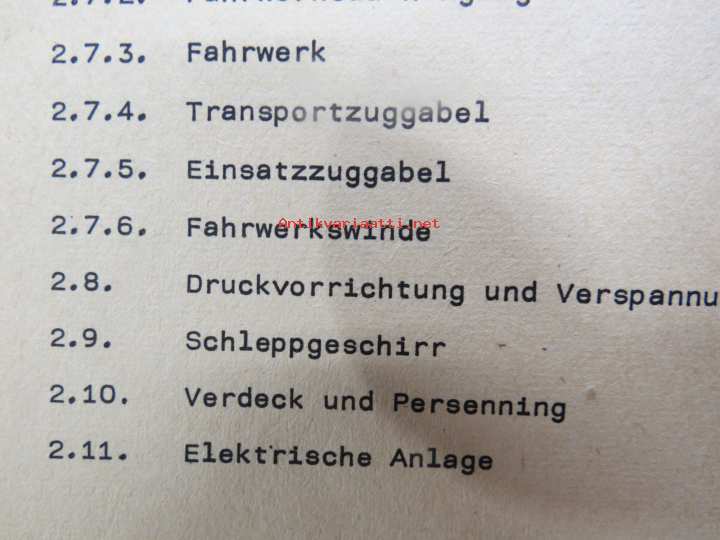 2.7.3. Fahrwerk
2.7.4. Transportzuggabel
2.7.5. Einsatzzuggabel
Antikvariaatti.net
2.7.6. Fahrwerkswinde
2.8. Druckvorrichtung und Verspannu
2.9. Schleppgeschirr
2.10. Verdeck und Persenning
2.11. Elektrische Anlage